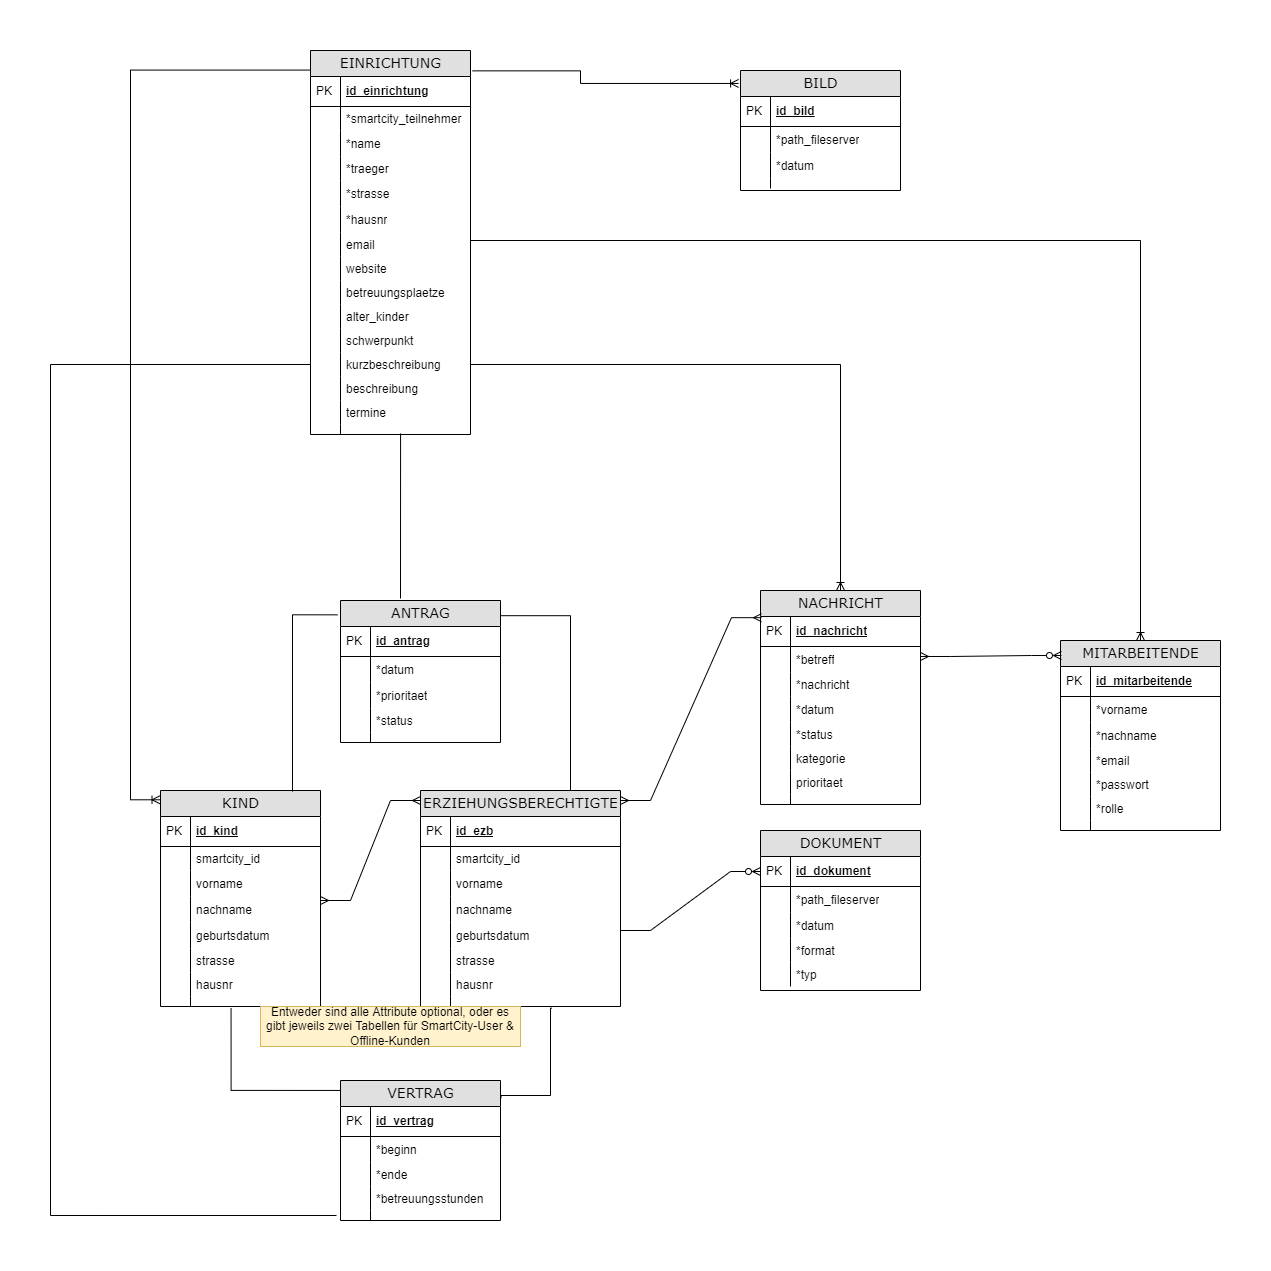 EINRICHTUNG
PK id_einrichtung
*smartcity_teilnehmer
*name
*traeger
*strasse
*hausnr
email
website
betreuungsplaetze
alter_kinder
schwerpunkt
kurzbeschreibung
beschreibung
termine
BILD
PK id_bild
*path_fileserver
*datum
ANTRAG
PK id_antrag
*datum
*prioritaet
*status
NACHRICHT
PK id_nachricht
*betreff
*nachricht
*datum
*status
kategorie
prioritaet
MITARBEITENDE
PK id_mitarbeitende
*vorname
*nachname
*email
*passwort
*rolle
KIND
PK id_kind
smartcity_id
vorname
nachname
geburtsdatum
strasse
hausnr
ERZIEHUNGSBERECHTIGTE
PK id_ezb
smartcity_id
vorname
nachname
geburtsdatum
strasse
hausnr
DOKUMENT
PK id_dokument
*path_fileserver
*datum
*format
*typ
Entweder sind alle Attribute optional, oder es
gibt jeweils zwei Tabellen für SmartCity-User &
Offline-Kunden
VERTRAG
PK id_vertrag
*beginn
*ende
*betreuungsstunden